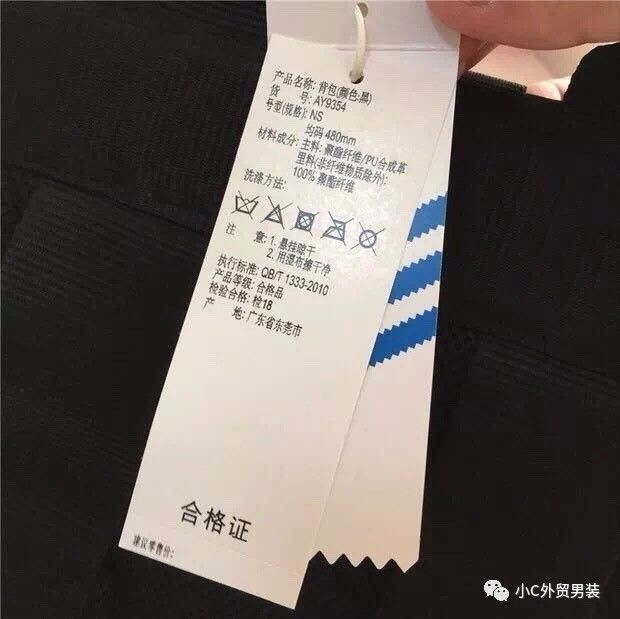 产品名称: 背包(颜色:黑)
货 号: AY9354
号型(规格): NS
均码 480mm
材料成分: 主料: 聚酯纤维/PU合成革
里料(非纤维物质除外):
100% 聚酯纤维
洗涤方法:
注 意: 1. 悬挂晾干
2. 用湿布擦干净
执行标准: QB/T 1333-2010
产品等级: 合格品
检验合格: 检18
产 地: 广东省东莞市
合格证
建议零售价:
小C外贸男装